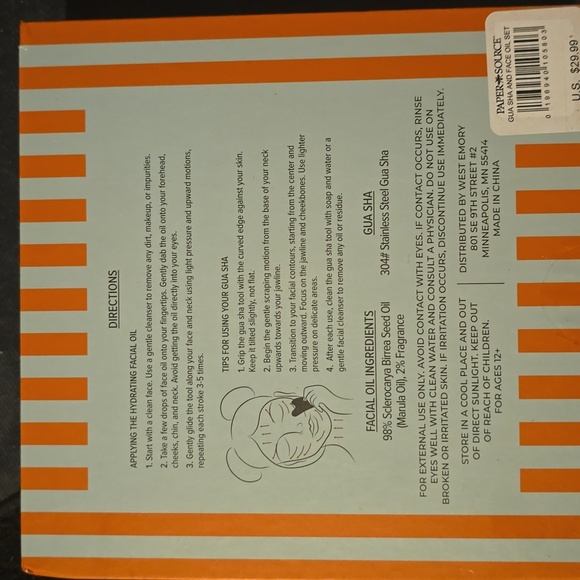 DIRECTIONS
APPLYING THE HYDRATING FACIAL OIL
1. Start with a clean face. Use a gentle cleanser to remove any dirt, makeup, or impurities.
2. Take a few drops of face oil onto your fingertips. Gently dab the oil onto your forehead,
cheeks, chin, and neck. Avoid getting the oil directly into your eyes.
3. Gently glide the tool along your face and neck using light pressure and upward motions,
repeating each stroke 3-5 times.
TIPS FOR USING YOUR GUA SHA
1. Grip the gua sha tool with the curved edge against your skin.
Keep it tilted slightly, not flat.
2. Begin the gentle scraping motion from the base of your neck
upwards towards your jawline.
3. Transition to your facial contours, starting from the center and
moving outward. Focus on the jawline and cheekbones. Use lighter
pressure on delicate areas.
4. After each use, clean the gua sha tool with soap and water or a
gentle facial cleanser to remove any oil or residue.
FACIAL OIL INGREDIENTS
98% Sclerocarya Birrea Seed Oil
(Marula Oil), 2% Fragrance
GUA SHA
304# Stainless Steel Gua Sha
FOR EXTERNAL USE ONLY. AVOID CONTACT WITH EYES. IF CONTACT OCCURS, RINSE
EYES WELL WITH CLEAN WATER AND CONSULT A PHYSICIAN. DO NOT USE ON
BROKEN OR IRRITATED SKIN. IF IRRITATION OCCURS, DISCONTINUE USE IMMEDIATELY.
STORE IN A COOL PLACE AND OUT
OF DIRECT SUNLIGHT. KEEP OUT
OF REACH OF CHILDREN.
FOR AGES 12+
DISTRIBUTED BY WEST EMORY
801 SE 9TH STREET #2
MINNEAPOLIS, MN 55414
MADE IN CHINA
PAPER SOURCE
GUA SHA AND FACE OIL SET
0 198940 105803
U.S. $29.99